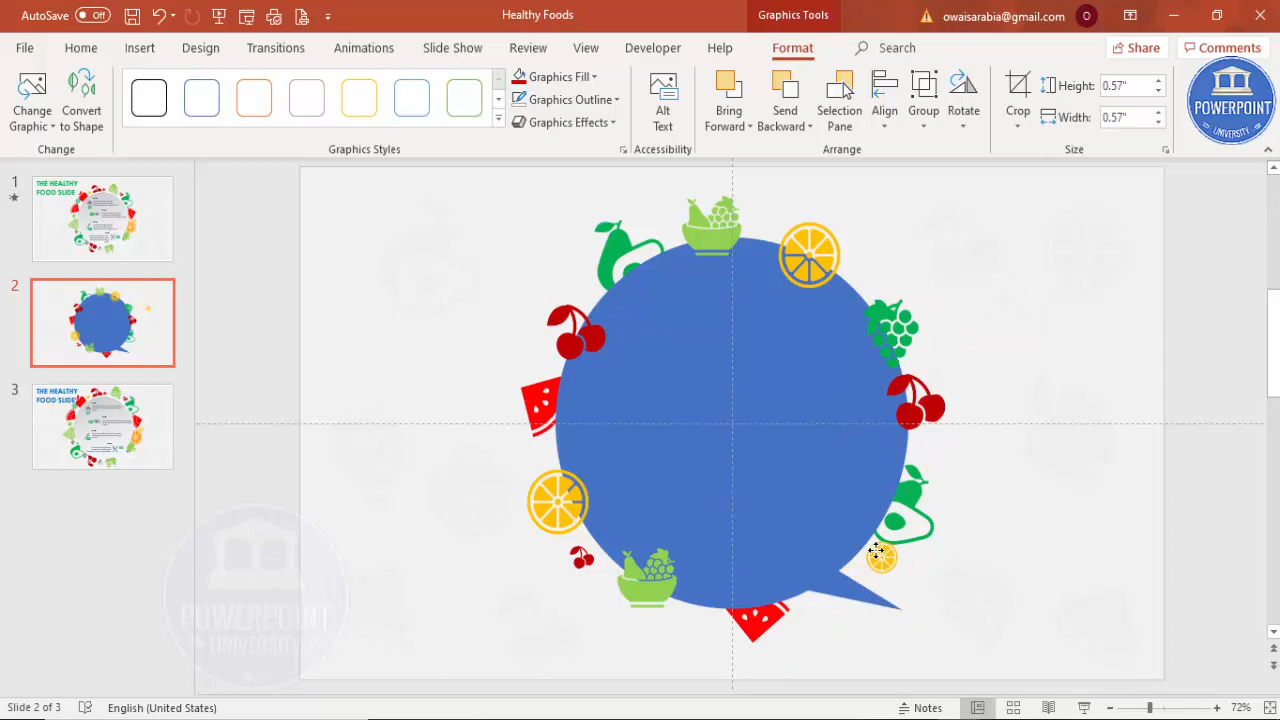 AutoSave Off
Healthy Foods
Graphics Tools
owaisarabia@gmail.com
O
File Home Insert Design Transitions Animations Slide Show Review View Developer Help Format Search
Share Comments
Change Graphic
Convert to Shape
Graphics Fill
Graphics Outline
Graphics Effects
Alt Text
Bring Forward
Send Backward
Selection Pane
Align
Group
Rotate
Crop
Height: 0.57"
Width: 0.57"
Change
Graphics Styles
Accessibility
Arrange
Size
POWERPOINT
UNIVERSITY
1
THE HEALTHY
FOOD SLIDE
2
3
THE HEALTHY
FOOD SLIDE
POWERPOINT
UNIVERSITY
Slide 2 of 3
English (United States)
Notes
72%